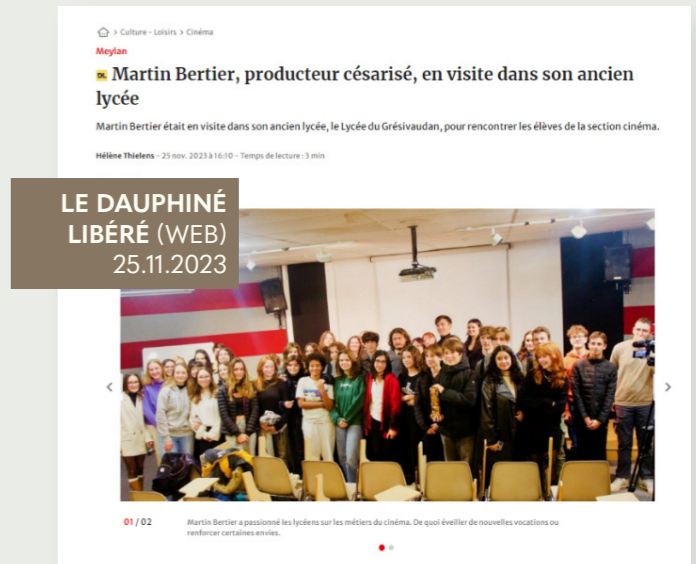 > Culture - Loisirs > Cinéma
Meylan
DL Martin Bertier, producteur césarisé, en visite dans son ancien
lycée
Martin Bertier était en visite dans son ancien lycée, le Lycée du Grésivaudan, pour rencontrer les élèves de la section cinéma.
Hélène Thielens - 25 nov. 2023 à 16:10 - Temps de lecture : 3 min
LE DAUPHINÉ
LIBÉRÉ (WEB)
25.11.2023
01 / 02
Martin Bertier a passionné les lycéens sur les métiers du cinéma. De quoi éveiller de nouvelles vocations ou
renforcer certaines envies.